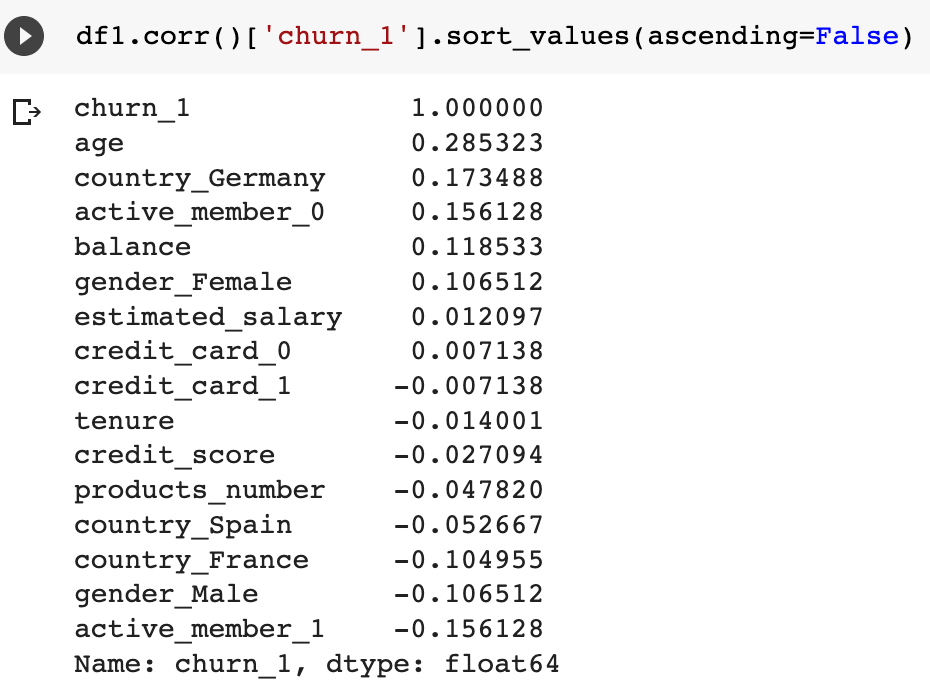 df1.corr()['churn_1'].sort_values(ascending=False)
churn_1 1.000000
age 0.285323
country_Germany 0.173488
active_member_0 0.156128
balance 0.118533
gender_Female 0.106512
estimated_salary 0.012097
credit_card_0 0.007138
credit_card_1 -0.007138
tenure -0.014001
credit_score -0.027094
products_number -0.047820
country_Spain -0.052667
country_France -0.104955
gender_Male -0.106512
active_member_1 -0.156128
Name: churn_1, dtype: float64